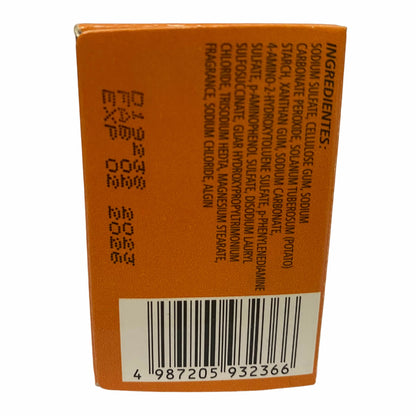 INGREDIENTES:
SODIUM SULFATE, CELLULOSE GUM, SODIUM
CARBONATE PEROXIDE, SOLANUM TUBEROSUM (POTATO)
STARCH, XANTHAN GUM, SODIUM CARBONATE,
4-AMINO-2-HYDROXYTOLUENE SULFATE, p-PHENYLENEDIAMINE
SULFATE, p-AMINOPHENOL SULFATE, DISODIUM LAURYL
SULFOSUCCINATE, GUAR HYDROXYPROPYLTRIMONIUM
CHLORIDE, TRISODIUM HEDTA, MAGNESIUM STEARATE,
FRAGRANCE, SODIUM CHLORIDE, ALGIN
D19238
FAB 02 2023
EXP 02 2026
4 987205 932366